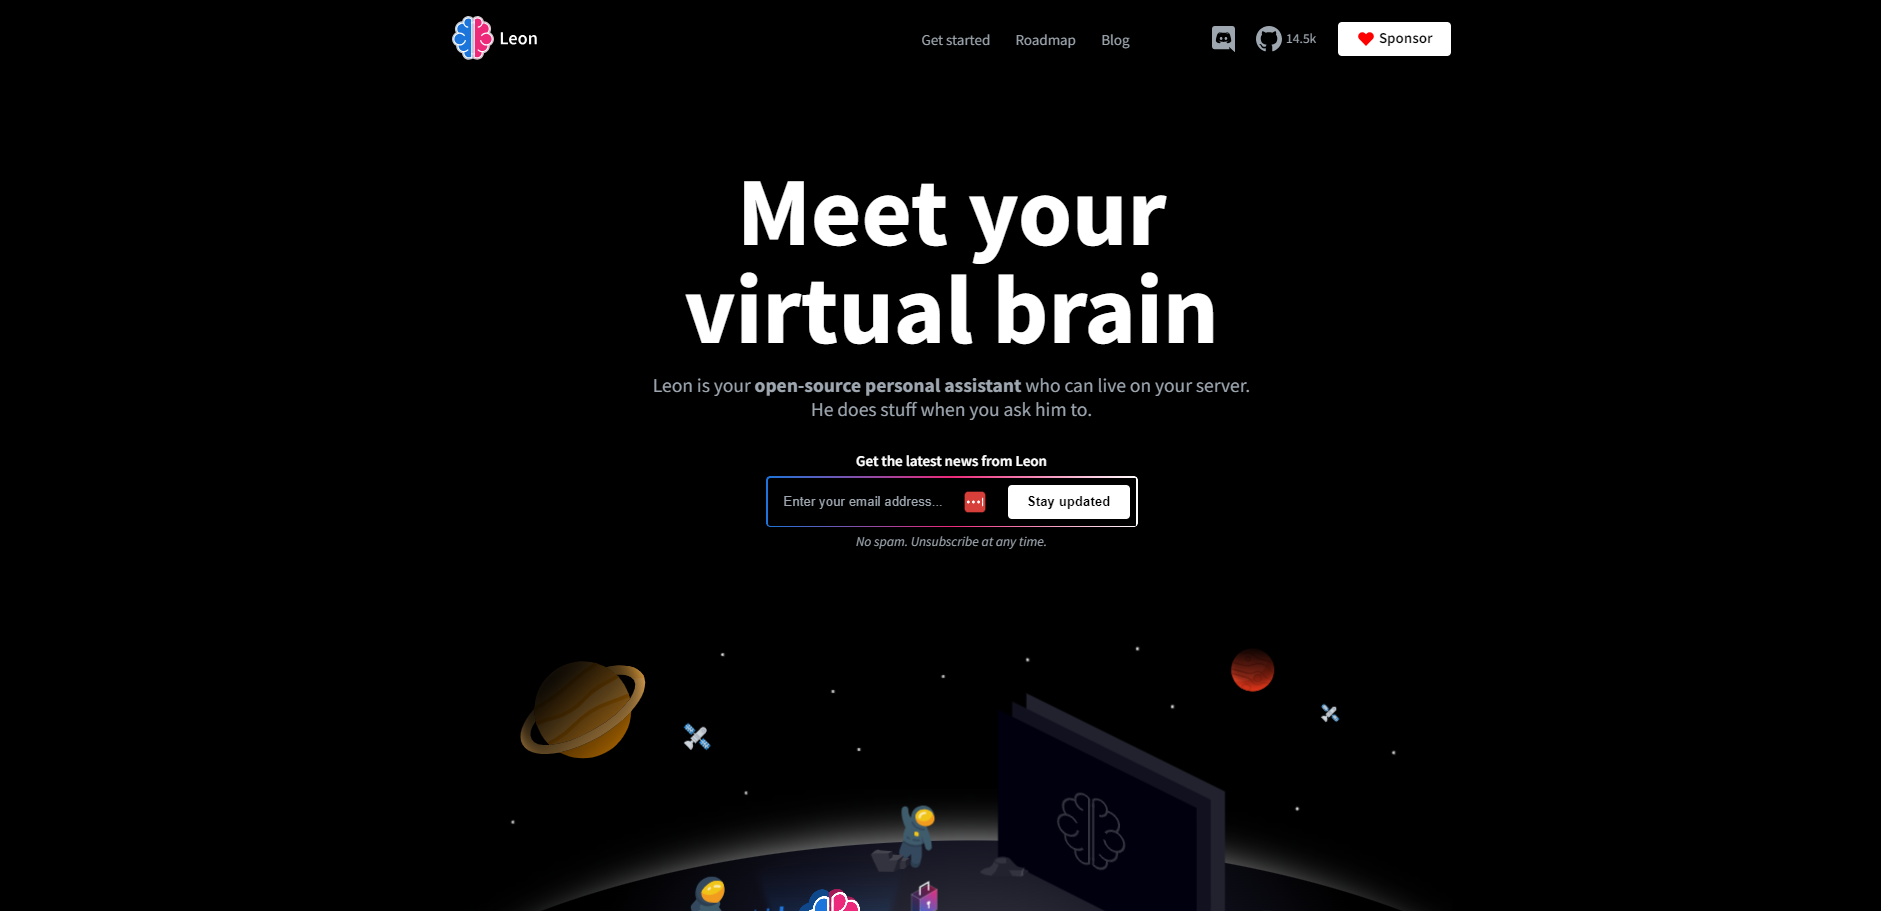 Leon
Get started
Roadmap
Blog
14.5k
Sponsor
Meet your
virtual brain
Leon is your open-source personal assistant who can live on your server.
He does stuff when you ask him to.
Get the latest news from Leon
Enter your email address...
Stay updated
No spam. Unsubscribe at any time.